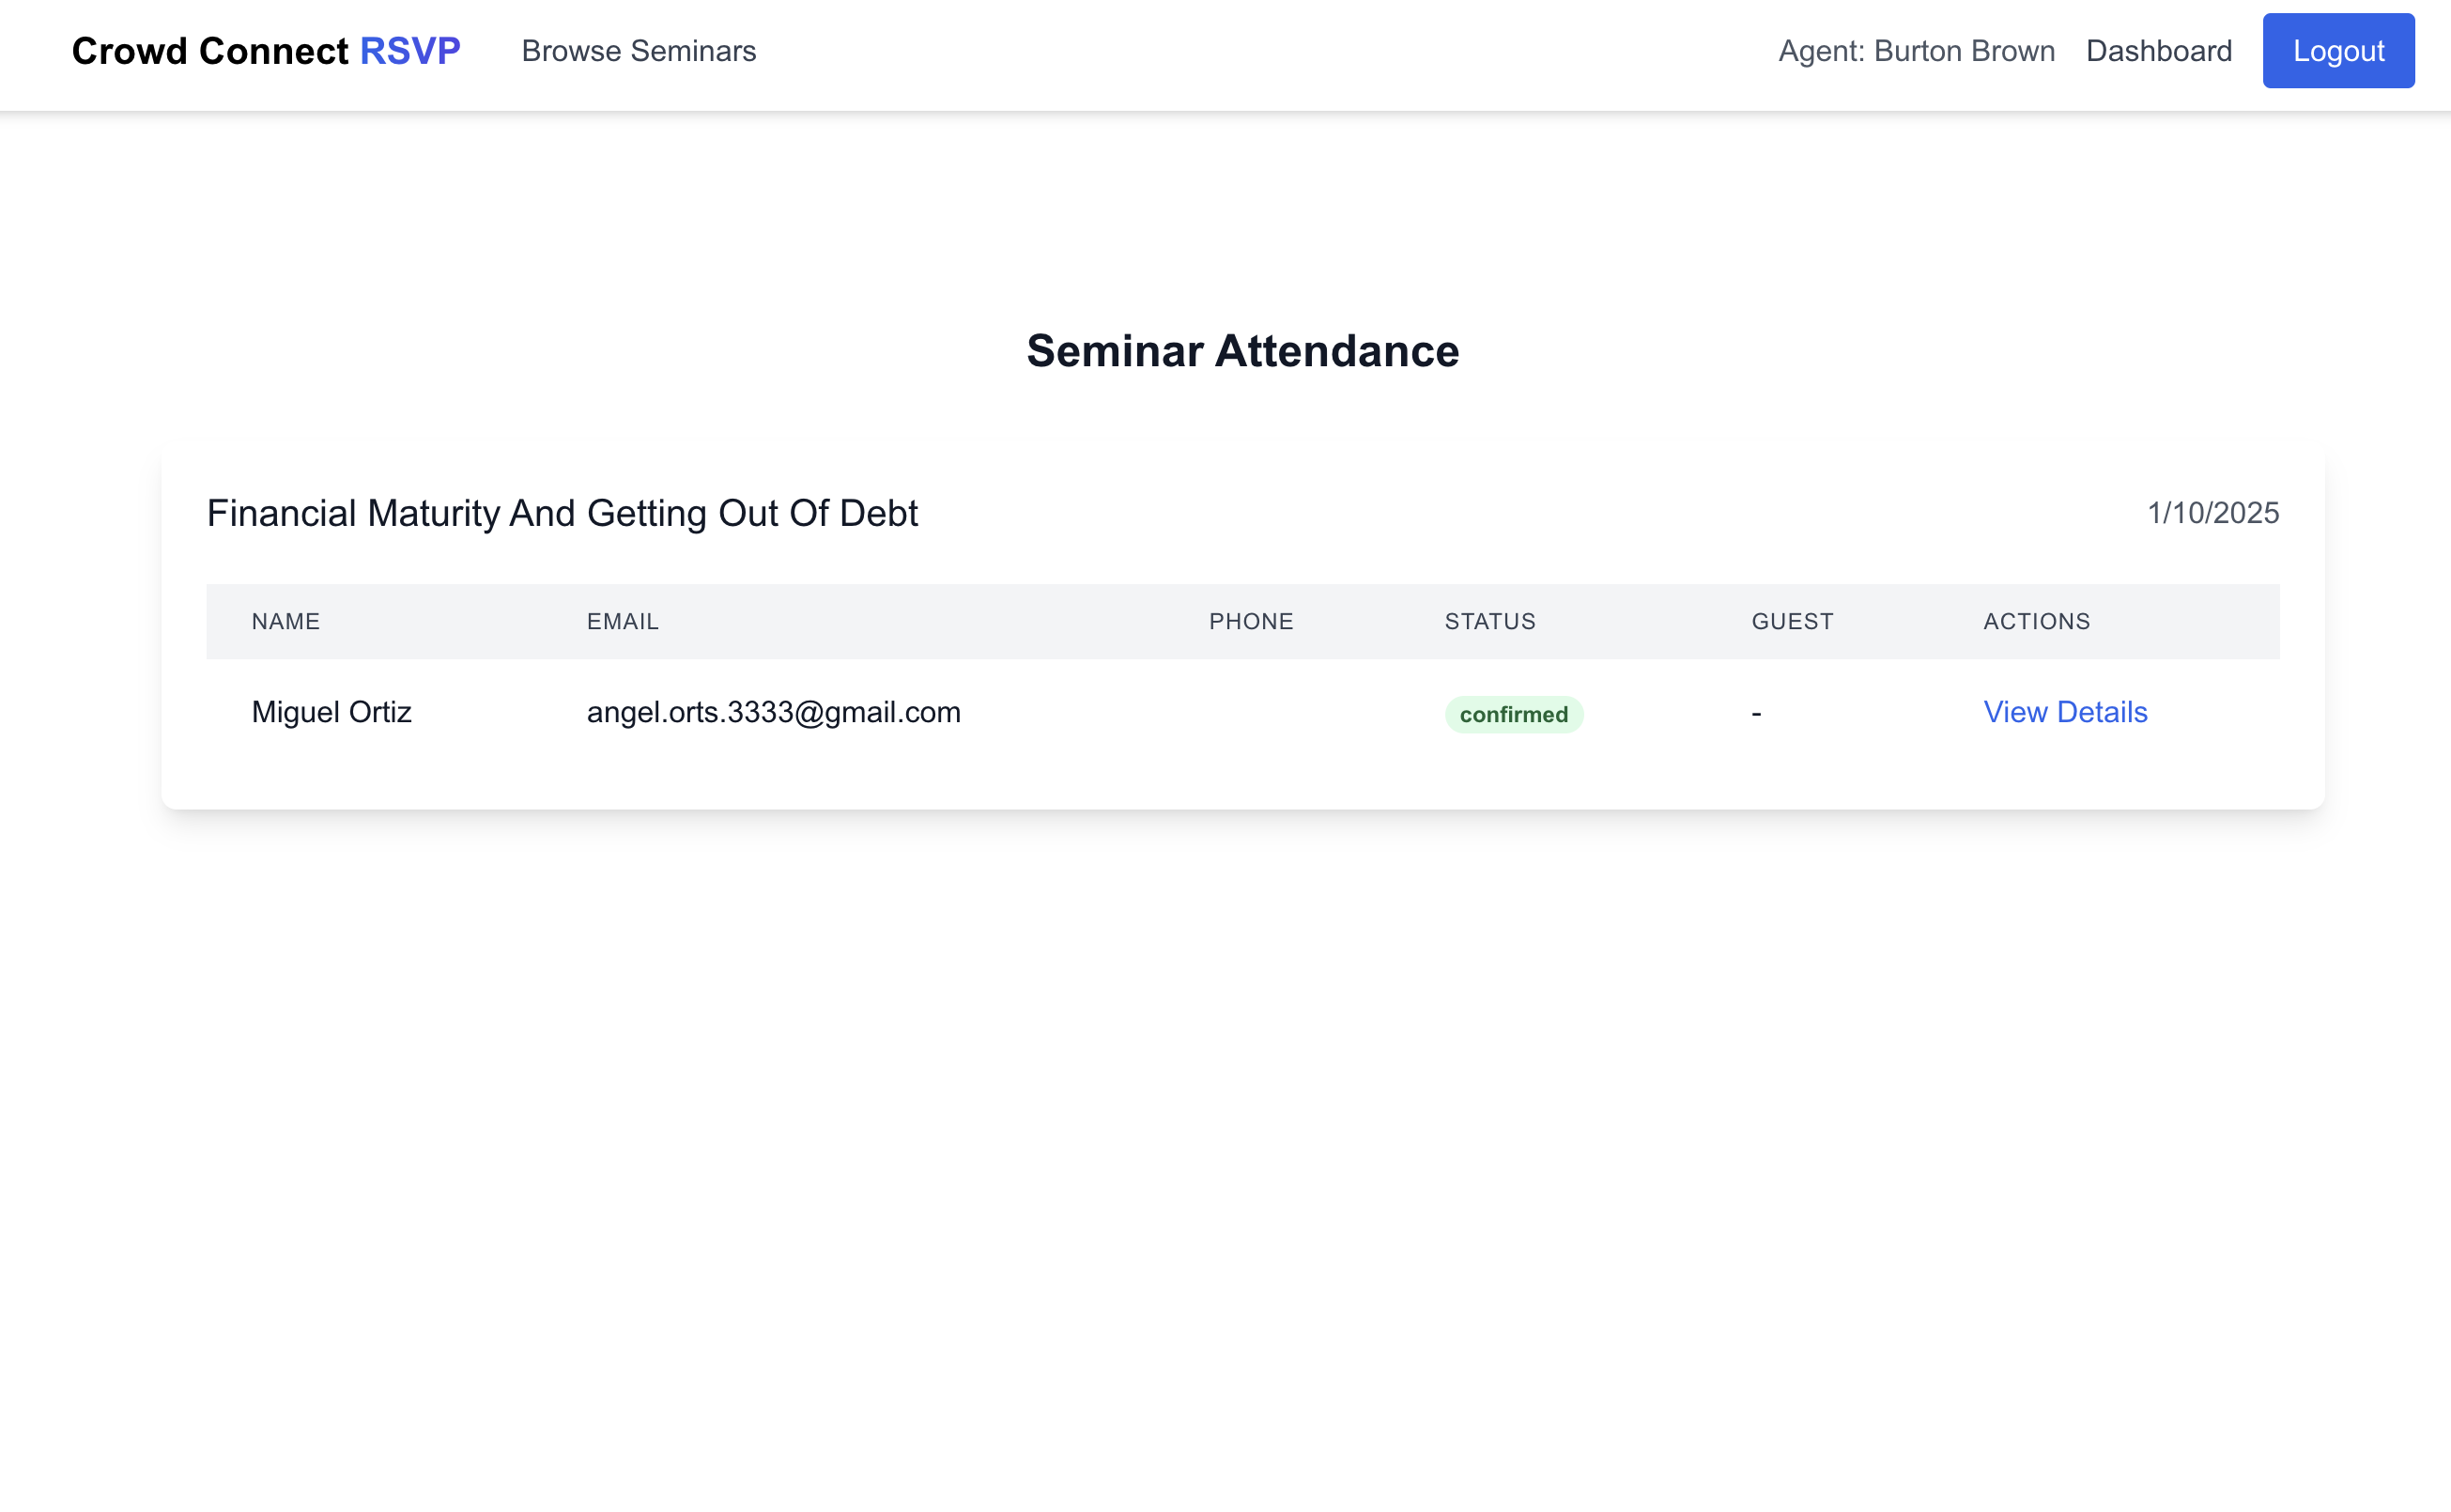 Crowd Connect RSVP Browse Seminars Agent: Burton Brown Dashboard Logout
Seminar Attendance
Financial Maturity And Getting Out Of Debt 1/10/2025
NAME EMAIL PHONE STATUS GUEST ACTIONS
Miguel Ortiz angel.orts.3333@gmail.com confirmed - View Details